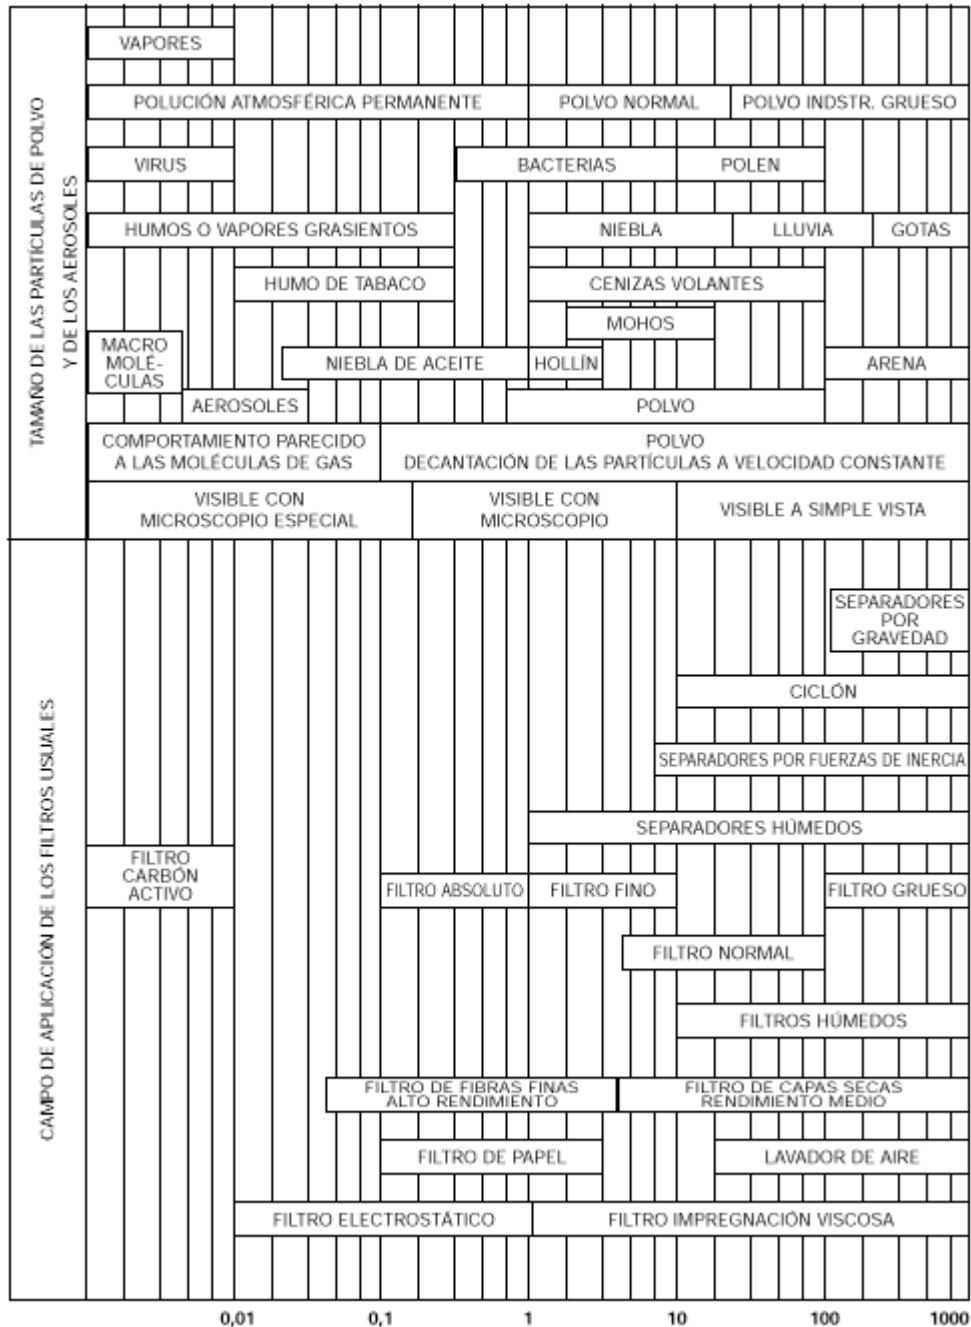 TAMAÑO DE LAS PARTÍCULAS DE POLVO
Y DE LOS AEROSOLES
VAPORES
POLUCIÓN ATMOSFÉRICA PERMANENTE
POLVO NORMAL
POLVO INDSTR. GRUESO
VIRUS
BACTERIAS
POLEN
HUMOS O VAPORES GRASIENTOS
NIEBLA
LLUVIA
GOTAS
HUMO DE TABACO
CENIZAS VOLANTES
MOHOS
MACRO
MOLÉ-
CULAS
NIEBLA DE ACEITE
HOLLÍN
ARENA
AEROSOLES
POLVO
COMPORTAMIENTO PARECIDO
A LAS MOLÉCULAS DE GAS
POLVO
DECANTACIÓN DE LAS PARTÍCULAS A VELOCIDAD CONSTANTE
VISIBLE CON
MICROSCOPIO ESPECIAL
VISIBLE CON
MICROSCOPIO
VISIBLE A SIMPLE VISTA
CAMPO DE APLICACIÓN DE LOS FILTROS USUALES
SEPARADORES
POR
GRAVEDAD
CICLÓN
SEPARADORES POR FUERZAS DE INERCIA
SEPARADORES HÚMEDOS
FILTRO
CARBÓN
ACTIVO
FILTRO ABSOLUTO
FILTRO FINO
FILTRO GRUESO
FILTRO NORMAL
FILTROS HÚMEDOS
FILTRO DE FIBRAS FINAS
ALTO RENDIMIENTO
FILTRO DE CAPAS SECAS
RENDIMIENTO MEDIO
FILTRO DE PAPEL
LAVADOR DE AIRE
FILTRO ELECTROSTÁTICO
FILTRO IMPREGNACIÓN VISCOSA
0,01 0,1 1 10 100 1000